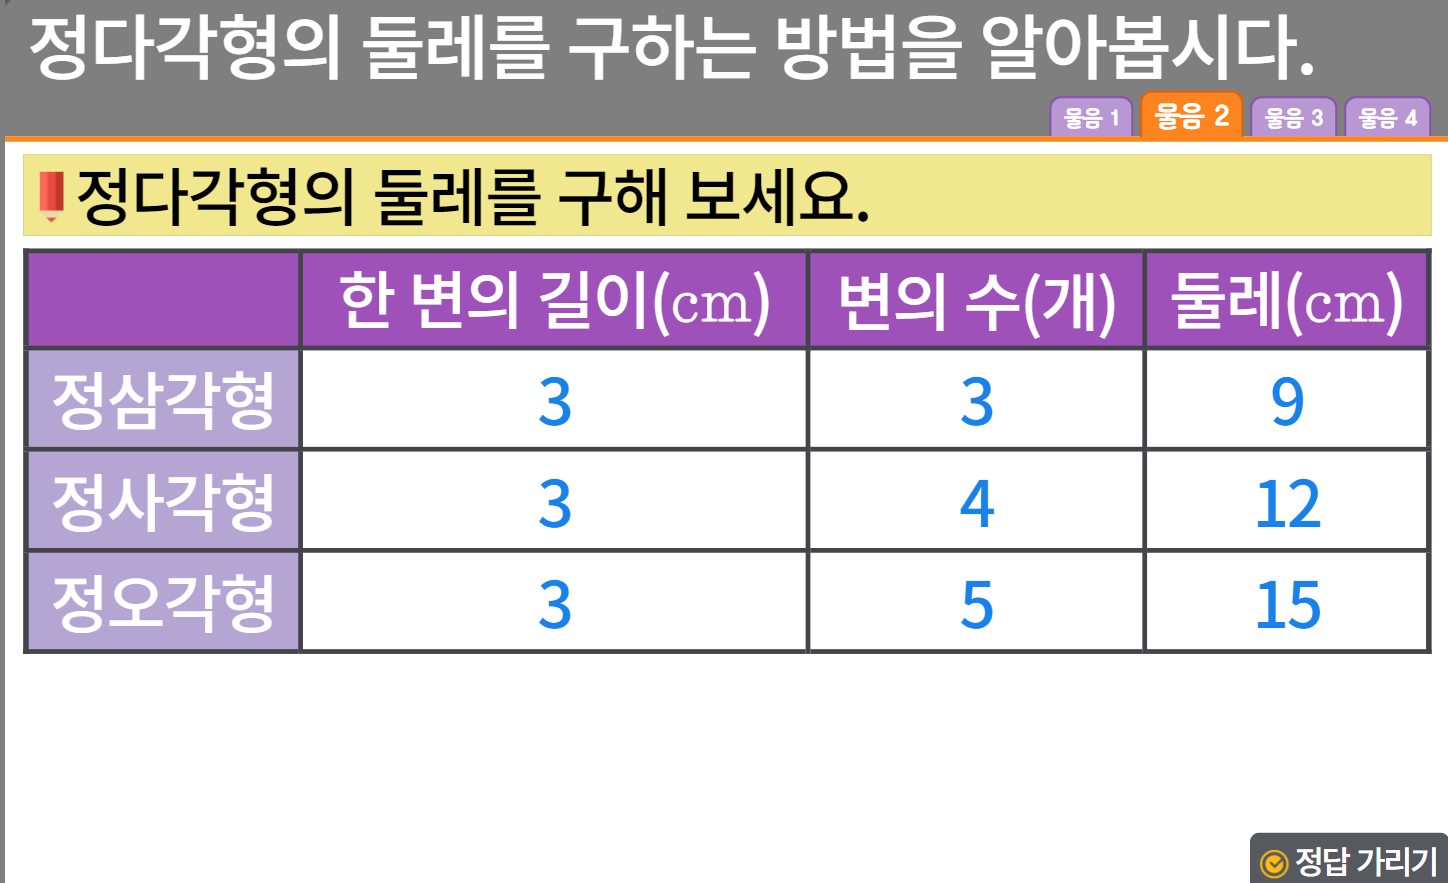 정다각형의 둘레를 구하는 방법을 알아봅시다.
물음 1 물음 2 물음 3 물음 4
정다각형의 둘레를 구해 보세요.
한 변의 길이(cm) 변의 수(개) 둘레(cm)
정삼각형 3 3 9
정사각형 3 4 12
정오각형 3 5 15
정답 가리기